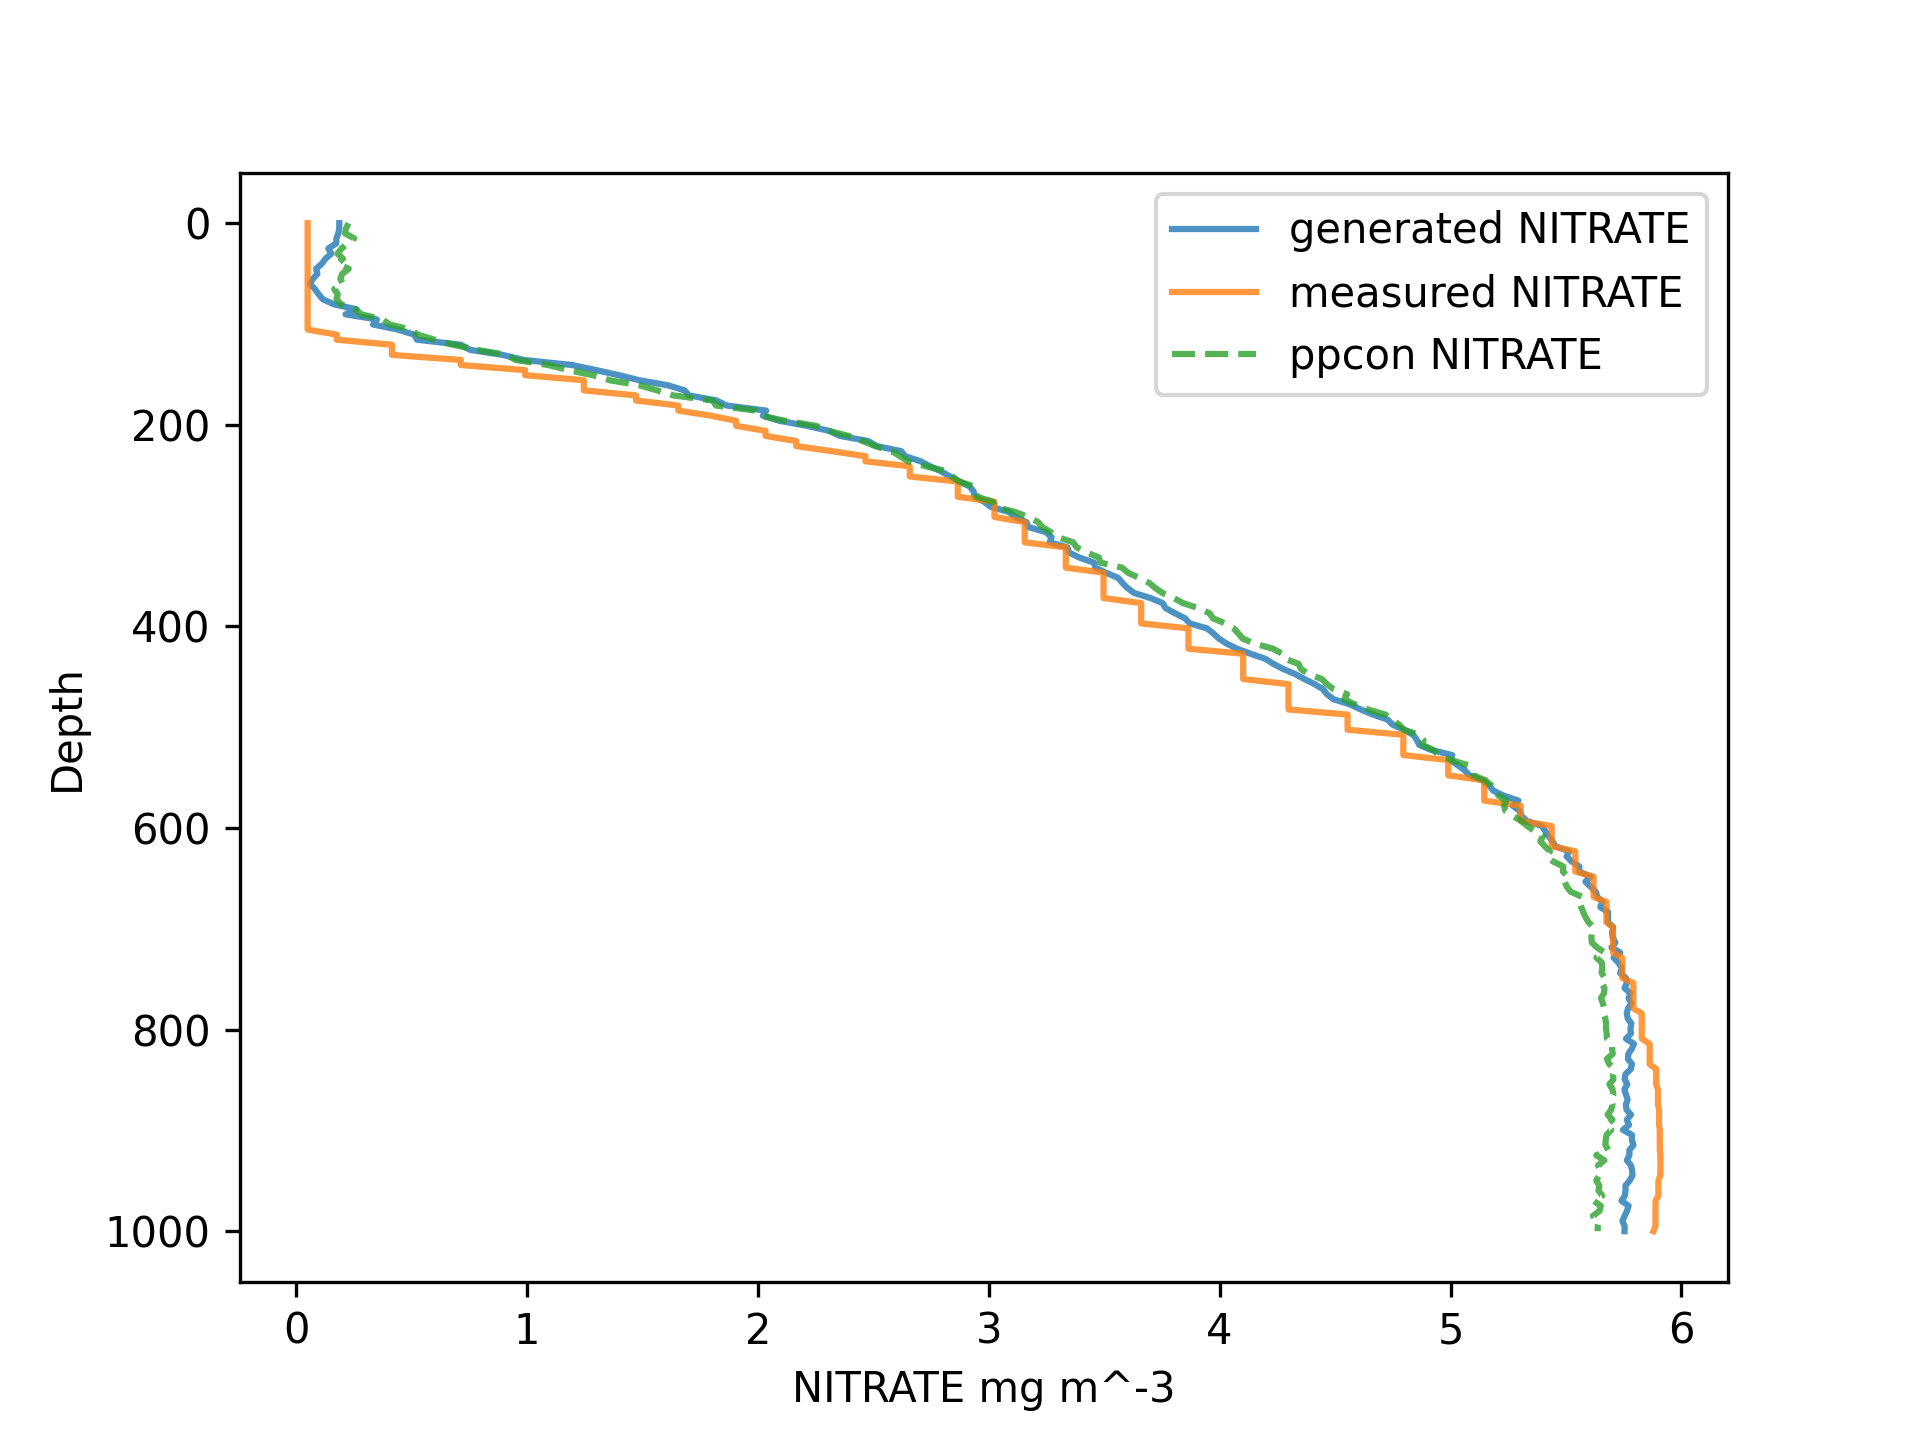 generated NITRATE
measured NITRATE
ppcon NITRATE
0
200
400
600
800
1000
Depth
0 1 2 3 4 5 6
NITRATE mg m^-3